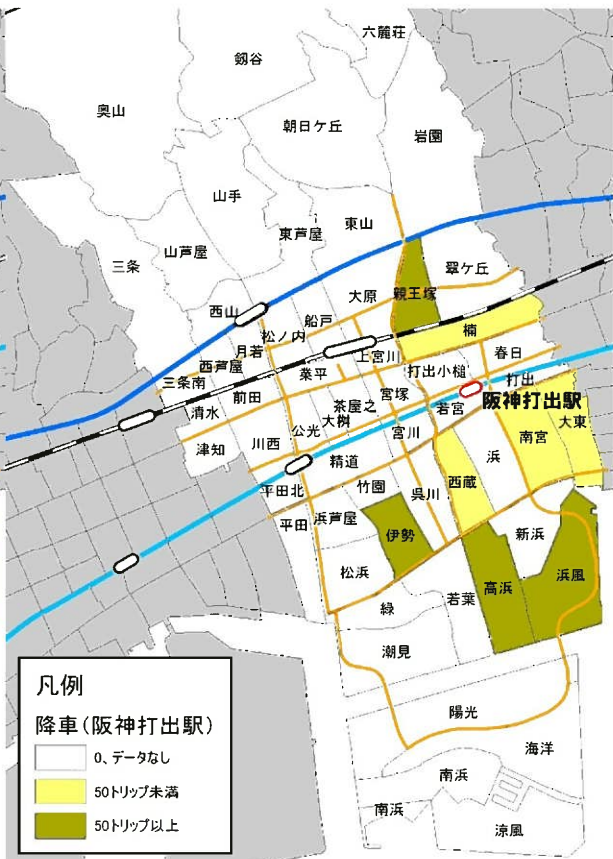 六麓荘
剱谷
奥山
朝日ケ丘
岩園
山手
東芦屋
東山
山芦屋
三条
翠ケ丘
大原
親王塚
西山
船戸
松ノ内
楠
月若
上宮川
西芦屋
春日
業平
打出小槌
三条南
打出
前田
宮塚
茶屋之
清水
若宮
阪神打出駅
大桝
大東
公光
南宮
宮川
川西
津知
浜
精道
西蔵
竹園
平田北
呉川
平田
浜芦屋
伊勢
新浜
松浜
高浜
浜風
若葉
緑
潮見
陽光
海洋
南浜
南浜
涼風
凡例
降車(阪神打出駅)
0、データなし
50トリップ未満
50トリップ以上